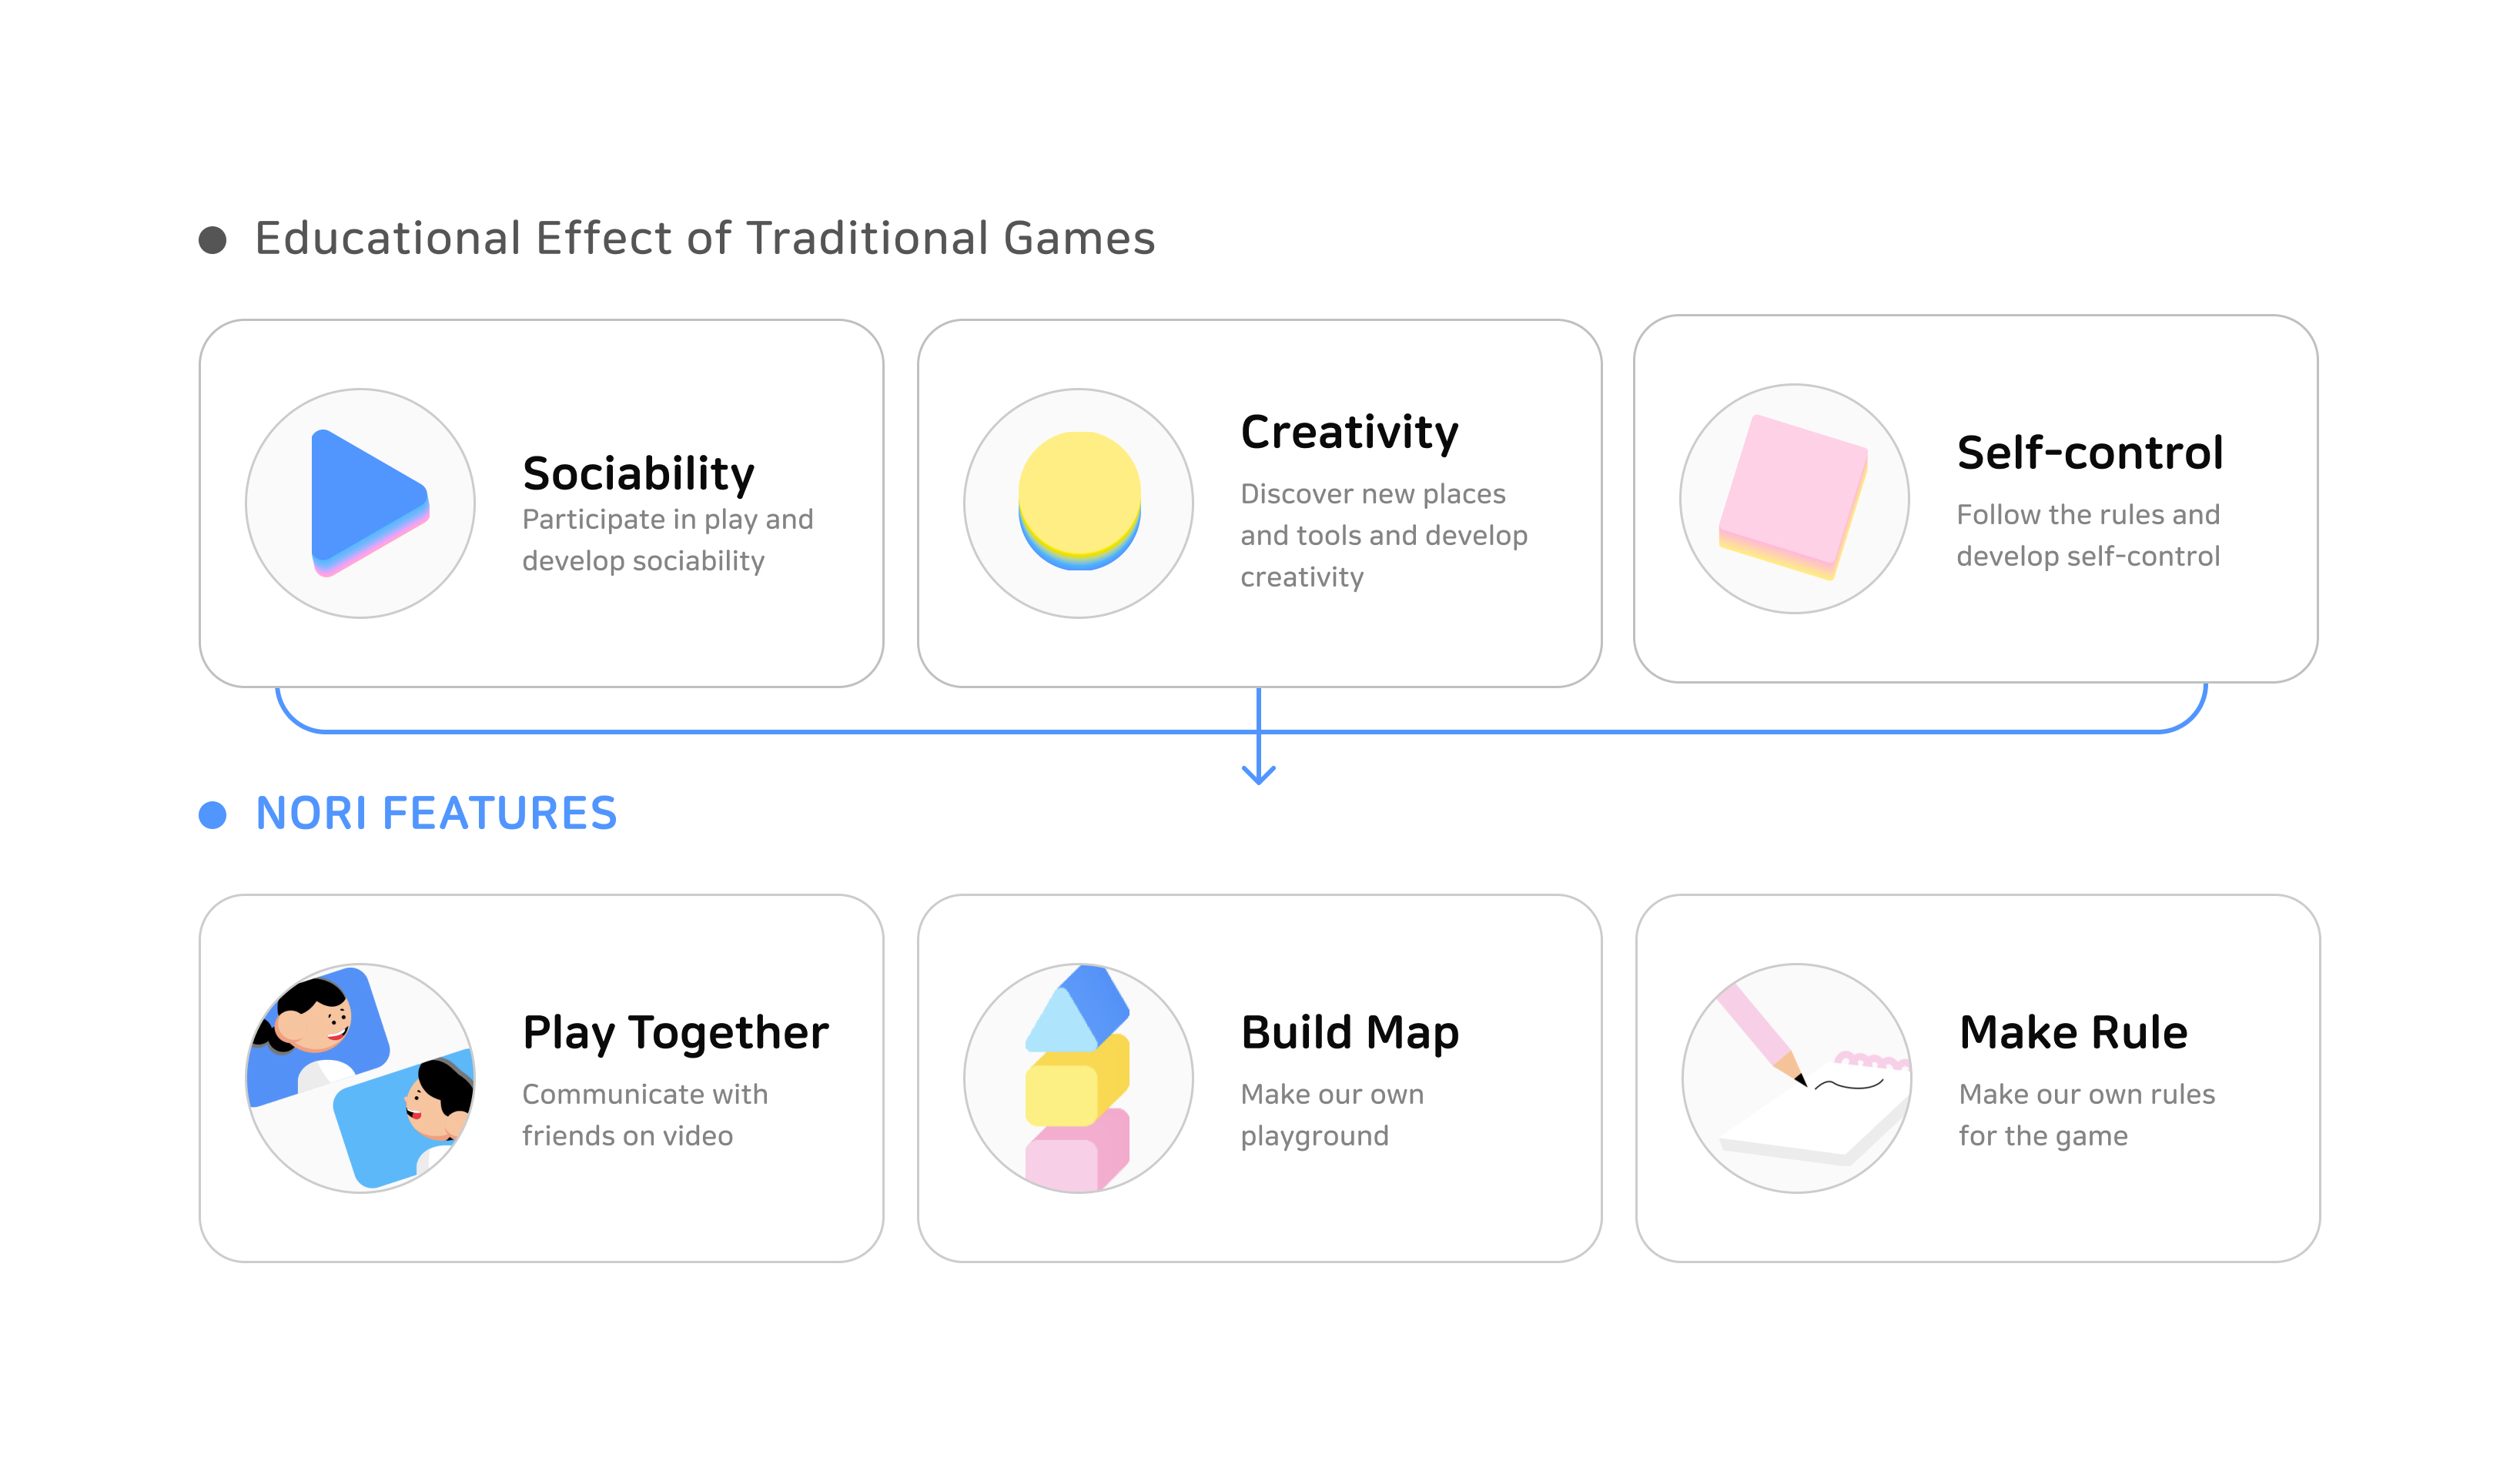 Educational Effect of Traditional Games
Sociability
Participate in play and
develop sociability
Creativity
Discover new places
and tools and develop
creativity
Self-control
Follow the rules and
develop self-control
NORI FEATURES
Play Together
Communicate with
friends on video
Build Map
Make our own
playground
Make Rule
Make our own rules
for the game